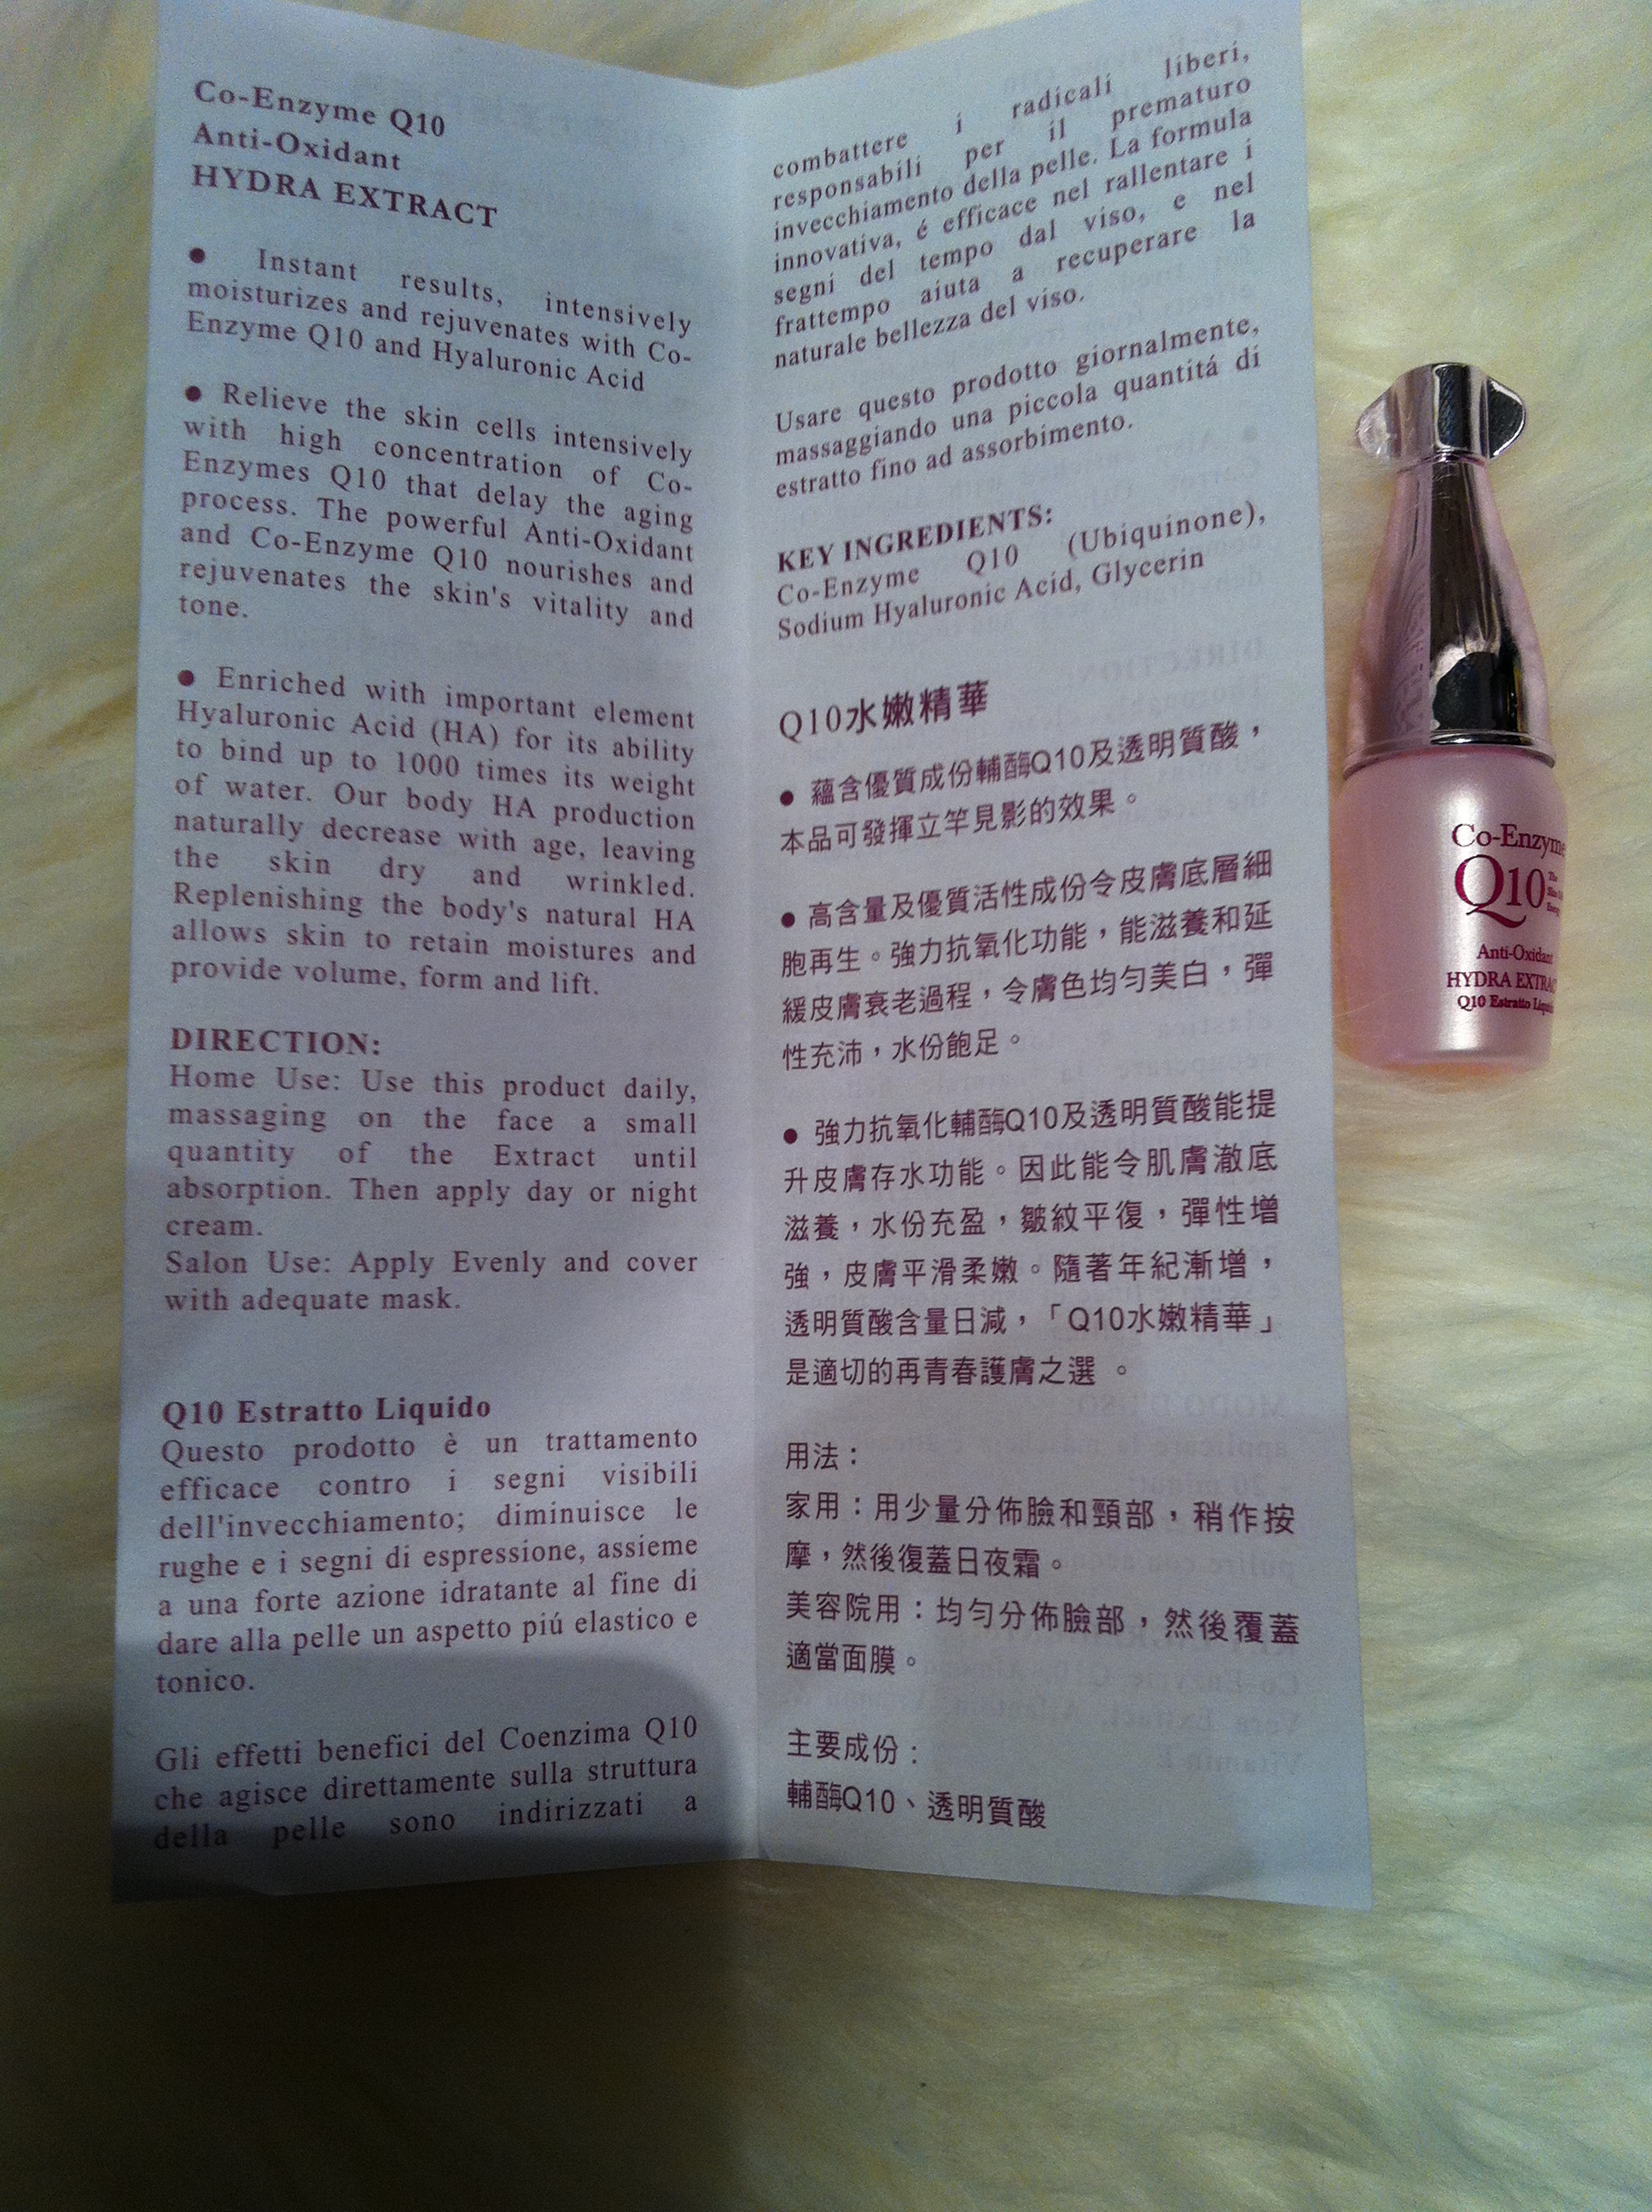 Co-Enzyme Q10
Anti-Oxidant
HYDRA EXTRACT
● Instant results, intensively
moisturizes and rejuvenates with Co-
Enzyme Q10 and Hyaluronic Acid
● Relieve the skin cells intensively
with high concentration of Co-
Enzymes Q10 that delay the aging
process. The powerful Anti-Oxidant
and Co-Enzyme Q10 nourishes and
rejuvenates the skin's vitality and
tone.
● Enriched with important element
Hyaluronic Acid (HA) for its ability
to bind up to 1000 times its weight
of water. Our body HA production
naturally decrease with age, leaving
the skin dry and wrinkled.
Replenishing the body's natural HA
allows skin to retain moistures and
provide volume, form and lift.
DIRECTION:
Home Use: Use this product daily,
massaging on the face a small
quantity of the Extract until
absorption. Then apply day or night
cream.
Salon Use: Apply Evenly and cover
with adequate mask.
Q10 Estratto Liquido
Questo prodotto è un trattamento
efficace contro i segni visibili
dell'invecchiamento; diminuisce le
rughe e i segni di espressione, assieme
a una forte azione idratante al fine di
dare alla pelle un aspetto piú elastico e
tonico.
Gli effetti benefici del Coenzima Q10
che agisce direttamente sulla struttura
della pelle sono indirizzati a
combattere i radicali liberi,
responsabili per il prematuro
invecchiamento della pelle. La formula
innovativa, é efficace nel rallentare i
segni del tempo dal viso, e nel
frattempo aiuta a recuperare la
naturale bellezza del viso.
Usare questo prodotto giornalmente,
massaggiando una piccola quantitá di
estratto fino ad assorbimento.
KEY INGREDIENTS:
Co-Enzyme Q10 (Ubiquinone),
Sodium Hyaluronic Acid, Glycerin
Q10水嫩精華
● 蘊含優質成份輔酶Q10及透明質酸，
本品可發揮立竿見影的效果。
● 高含量及優質活性成份令皮膚底層細
胞再生。強力抗氧化功能，能滋養和延
緩皮膚衰老過程，令膚色均勻美白，彈
性充沛，水份飽足。
● 強力抗氧化輔酶Q10及透明質酸能提
升皮膚存水功能。因此能令肌膚澈底
滋養，水份充盈，皺紋平復，彈性增
強，皮膚平滑柔嫩。隨著年紀漸增，
透明質酸含量日減，「Q10水嫩精華」
是適切的再青春護膚之選 。
用法：
家用：用少量分佈臉和頸部，稍作按
摩，然後復蓋日夜霜。
美容院用：均勻分佈臉部，然後覆蓋
適當面膜。
主要成份：
輔酶Q10、透明質酸
Co-Enzyme
Q10
Anti-Oxidant
HYDRA EXTRAC
Q10 Estratto